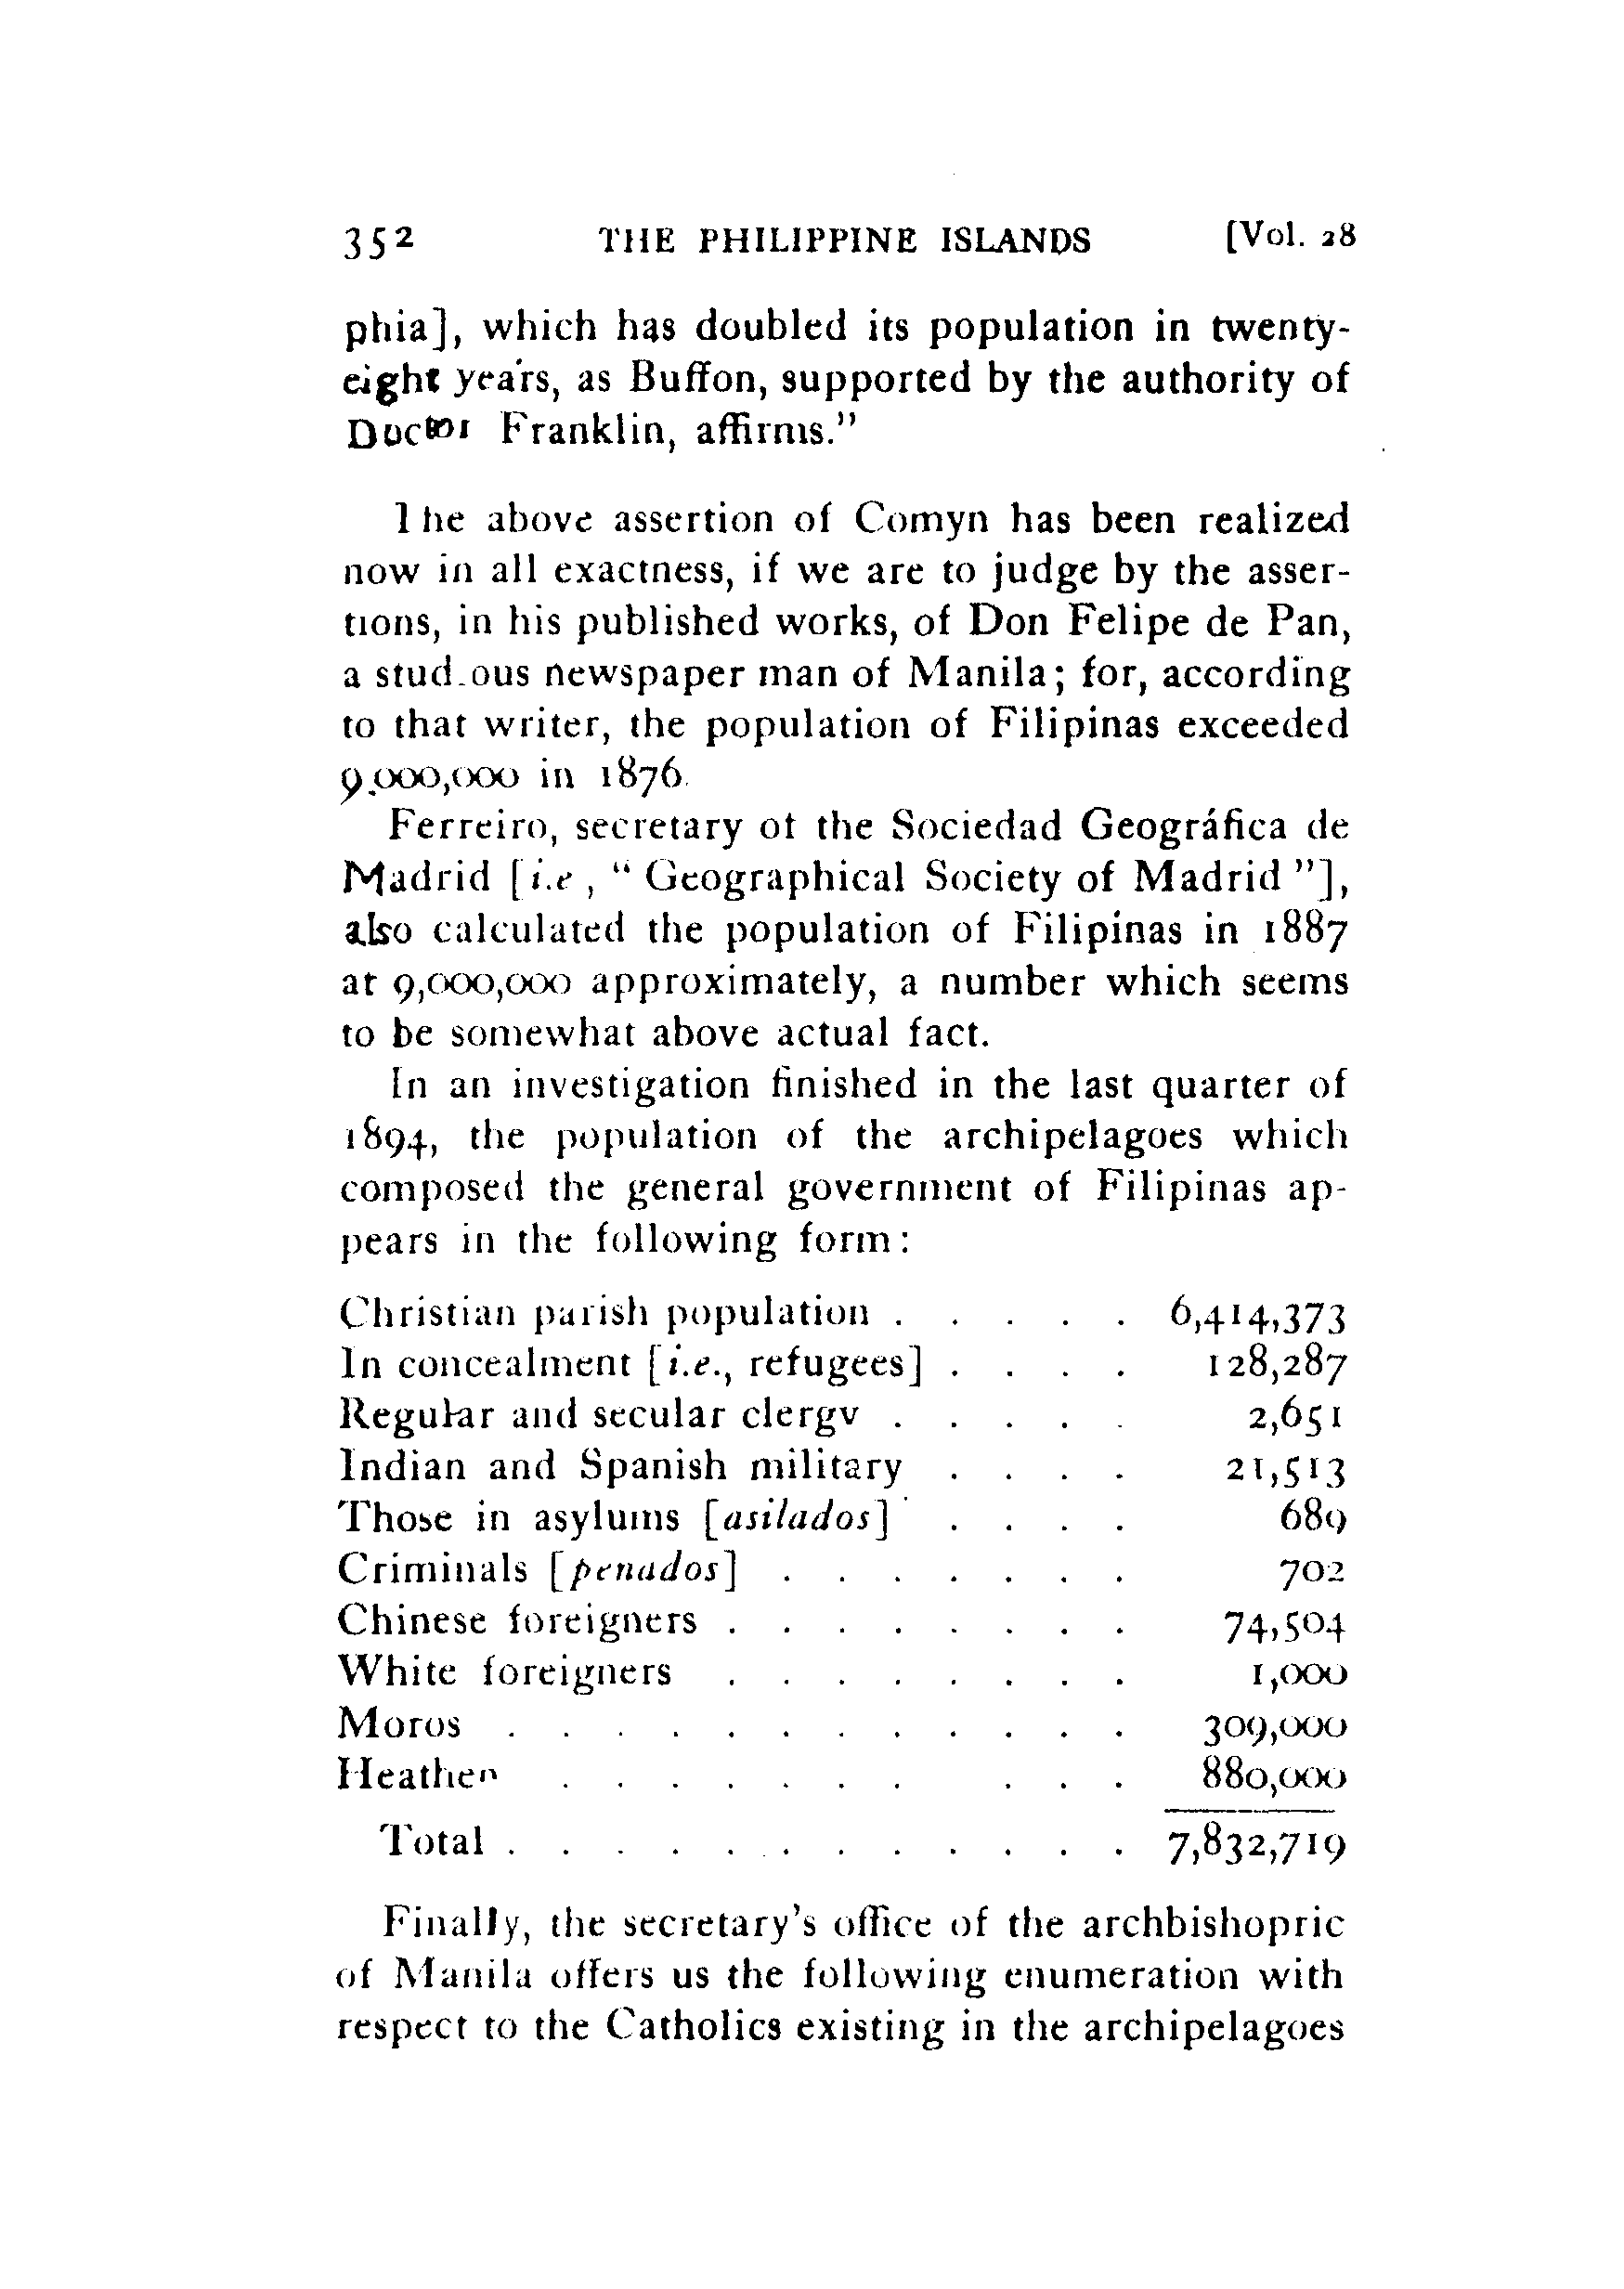 352 THE PHILIPPINE ISLANDS [Vol. 28
phia], which has doubled its population in twenty-
eight years, as Buffon, supported by the authority of
Doctor Franklin, affirms."
The above assertion of Comyn has been realized
now in all exactness, if we are to judge by the asser-
tions, in his published works, of Don Felipe de Pan,
a studious newspaper man of Manila; for, according
to that writer, the population of Filipinas exceeded
9,000,000 in 1876.
Ferreiro, secretary of the Sociedad Geográfica de
Madrid [i.e., " Geographical Society of Madrid "],
also calculated the population of Filipinas in 1887
at 9,000,000 approximately, a number which seems
to be somewhat above actual fact.
In an investigation finished in the last quarter of
1894, the population of the archipelagoes which
composed the general government of Filipinas ap-
pears in the following form:
Christian parish population . . . . . 6,414,373
In concealment [i.e., refugees] . . . . 128,287
Regular and secular clergy . . . . . 2,651
Indian and Spanish military . . . . 21,513
Those in asylums [asilados] . . . . 689
Criminals [penados] . . . . . . . 702
Chinese foreigners . . . . . . . . 74,504
White foreigners . . . . . . . . 1,000
Moros . . . . . . . . . . . . 309,000
Heathen . . . . . . . . . . 880,000
Total . . . . . . . . . . . . 7,832,719
Finally, the secretary's office of the archbishopric
of Manila offers us the following enumeration with
respect to the Catholics existing in the archipelagoes